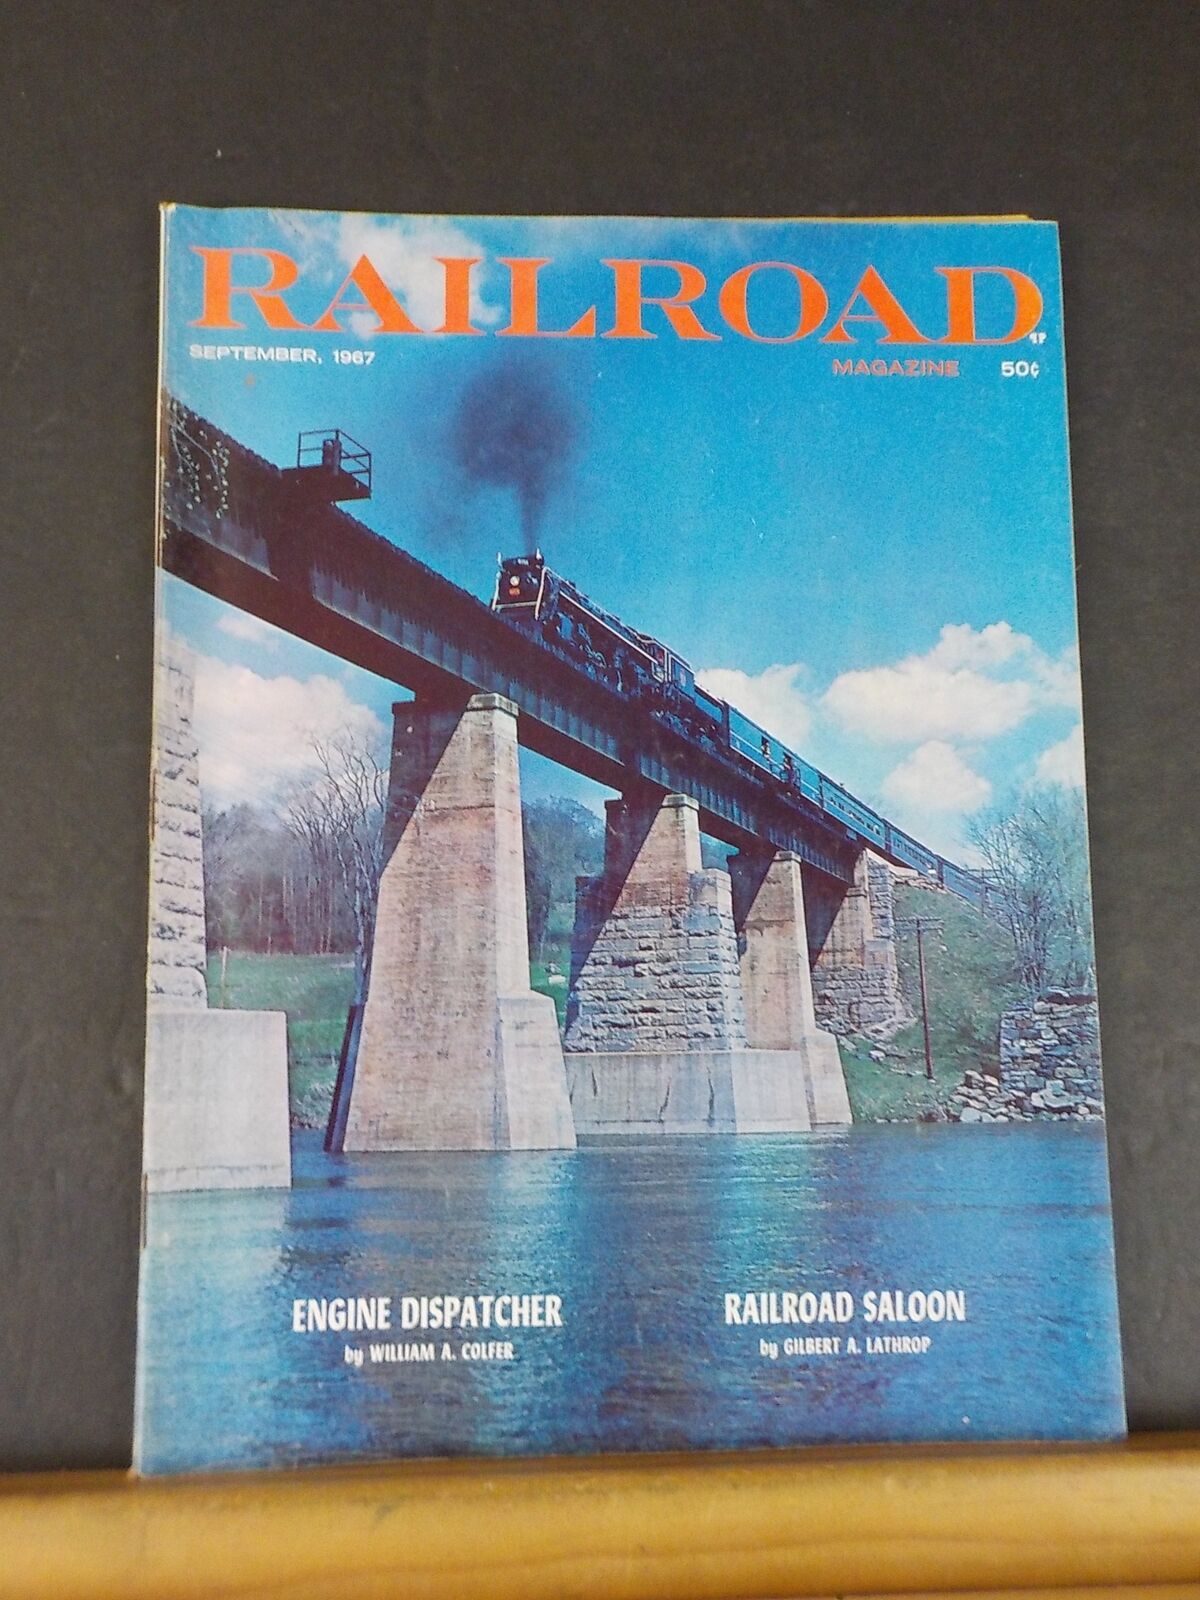 RAILROAD
SEPTEMBER, 1967
MAGAZINE 50¢
ENGINE DISPATCHER
by WILLIAM A. COLFER
RAILROAD SALOON
by GILBERT A. LATHROP